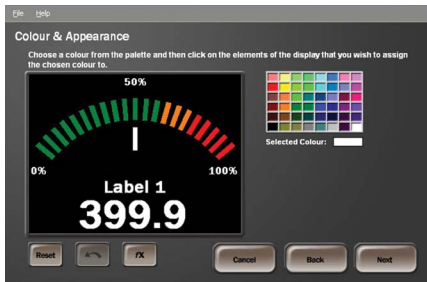 File Help
Colour & Appearance
Choose a colour from the palette and then click on the elements of the display that you wish to assign
the chosen colour to.
50%
0% 100%
Label 1
399.9
Selected Colour:
Reset fX Cancel Back Next